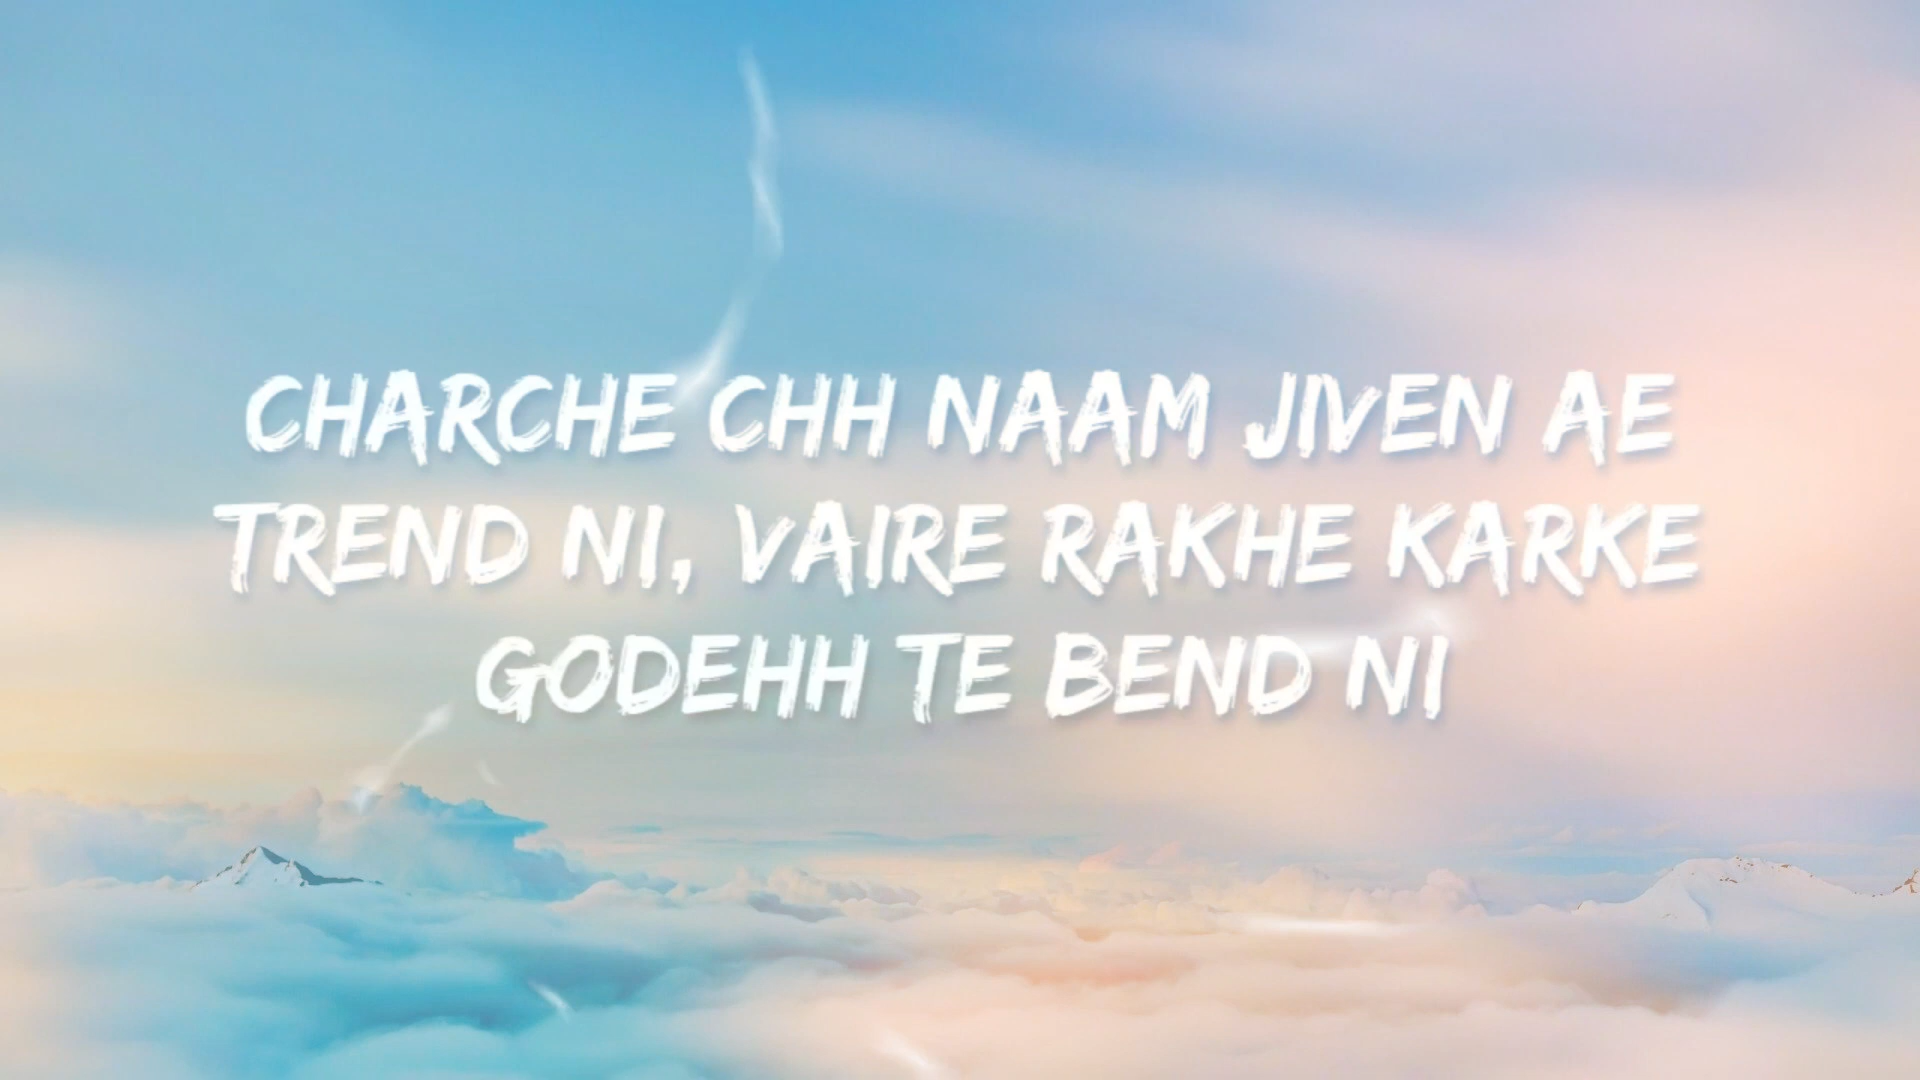 CHARCHE CHH NAAM JIVEN AE
TREND NI, VAIRE RAKHE KARKE
GODEHH TE BEND NI